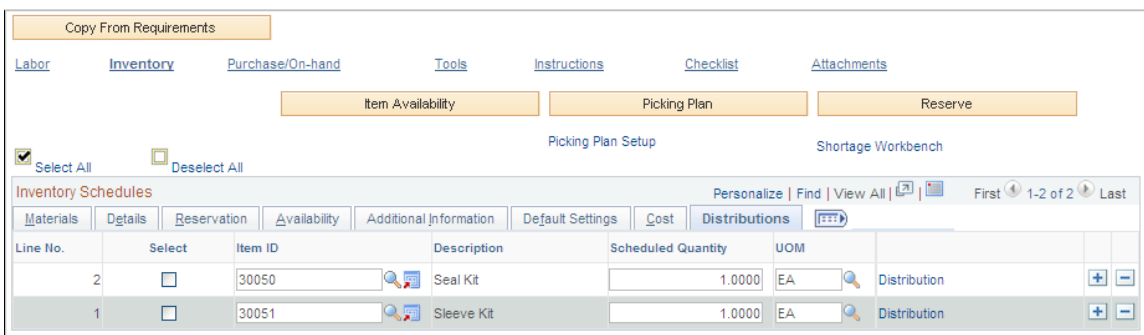 Copy From Requirements
Labor Inventory Purchase/On-hand Tools Instructions Checklist Attachments
Item Availability Picking Plan Reserve
Picking Plan Setup Shortage Workbench
Select All Deselect All
Inventory Schedules Personalize | Find | View All | | First 1-2 of 2 Last
Materials Details Reservation Availability Additional Information Default Settings Cost Distributions
Line No. Select Item ID Description Scheduled Quantity UOM
2 30050 Seal Kit 1.0000 EA Distribution
1 30051 Sleeve Kit 1.0000 EA Distribution